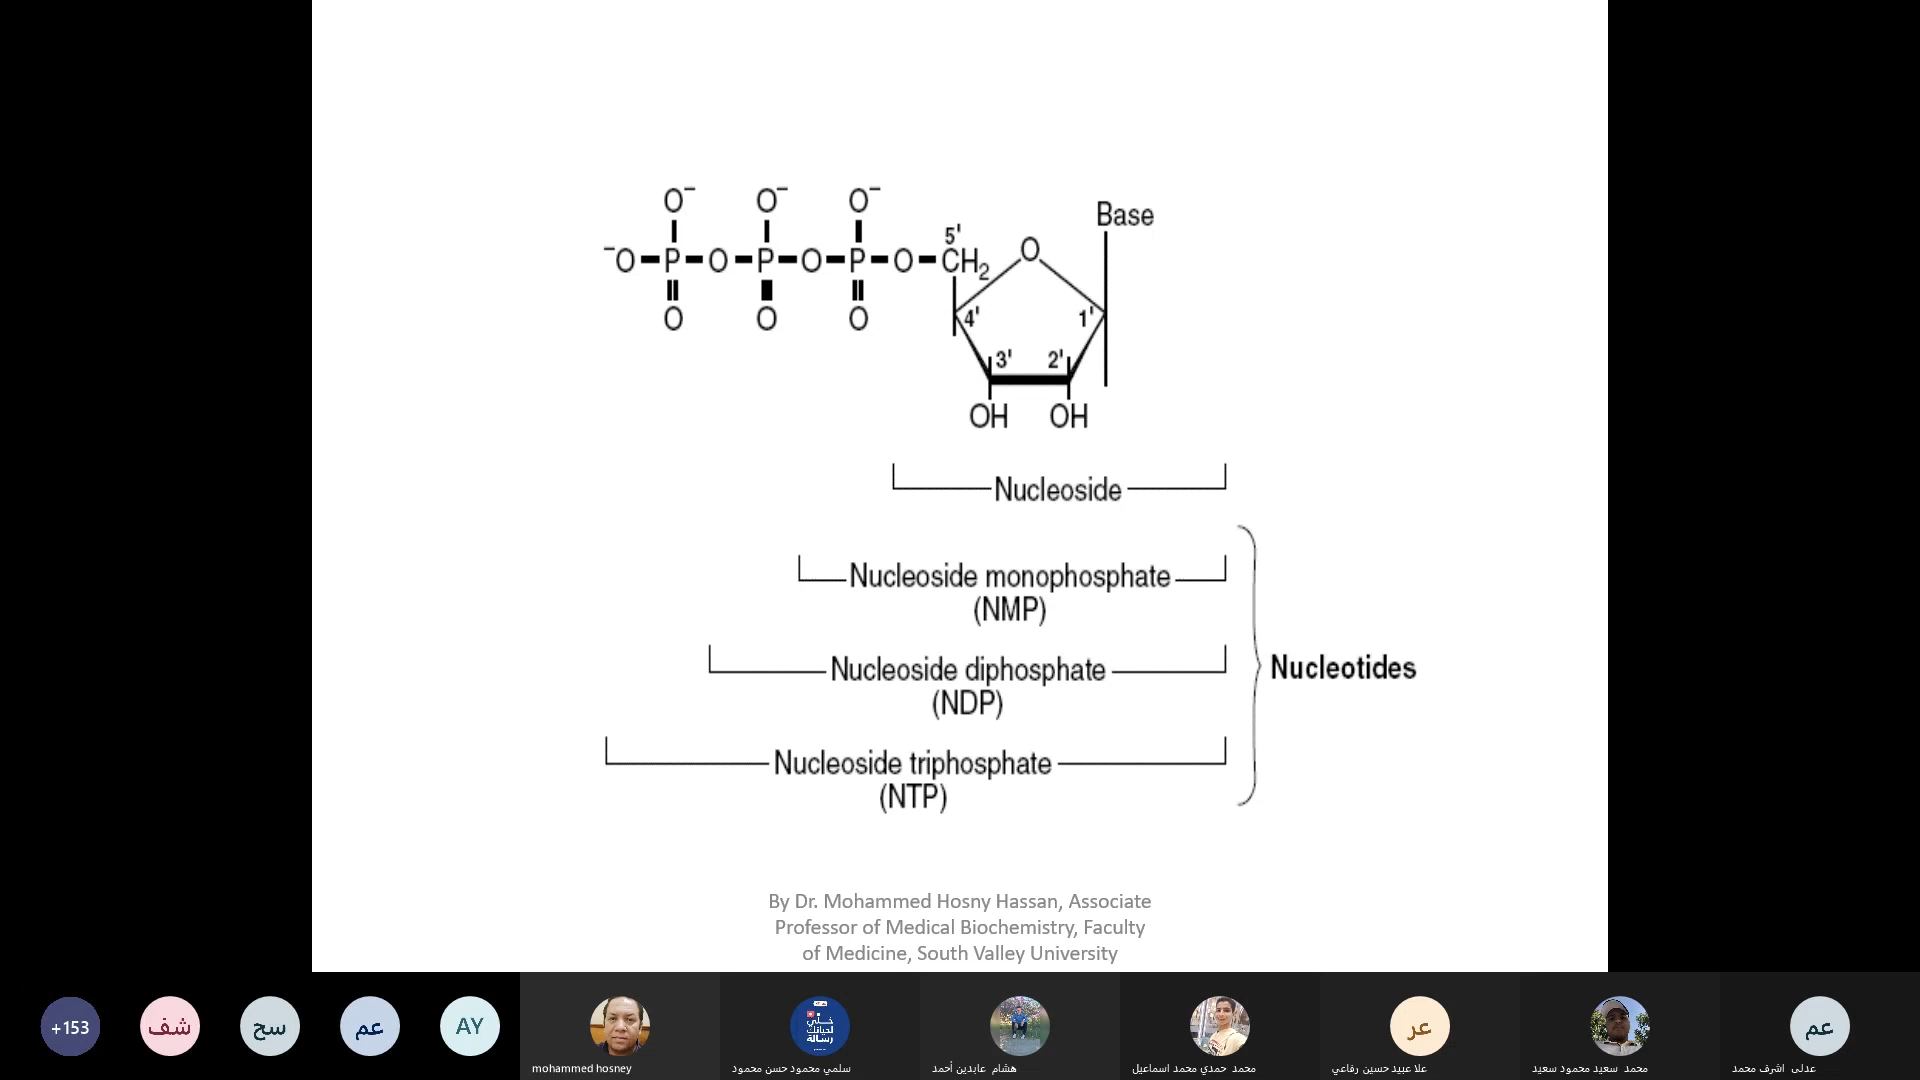 O⁻ O⁻ O⁻
Base
5'
⁻O P O P O P O CH₂ O
O O O
4' 1'
3' 2'
OH OH
Nucleoside
Nucleoside monophosphate
(NMP)
Nucleoside diphosphate
(NDP)
Nucleotides
Nucleoside triphosphate
(NTP)
By Dr. Mohammed Hosny Hassan, Associate
Professor of Medical Biochemistry, Faculty
of Medicine, South Valley University
+153
شف
سح
عم
AY
خلي
لحياتك
رسالة
عر
عم
mohammed hosney
سلمي محمود حسن محمود
هشام عابدين أحمد
محمد حمدي محمد اسماعيل
علا عبيد حسين رفاعي
محمد سعيد محمود سعيد
عدلى اشرف محمد